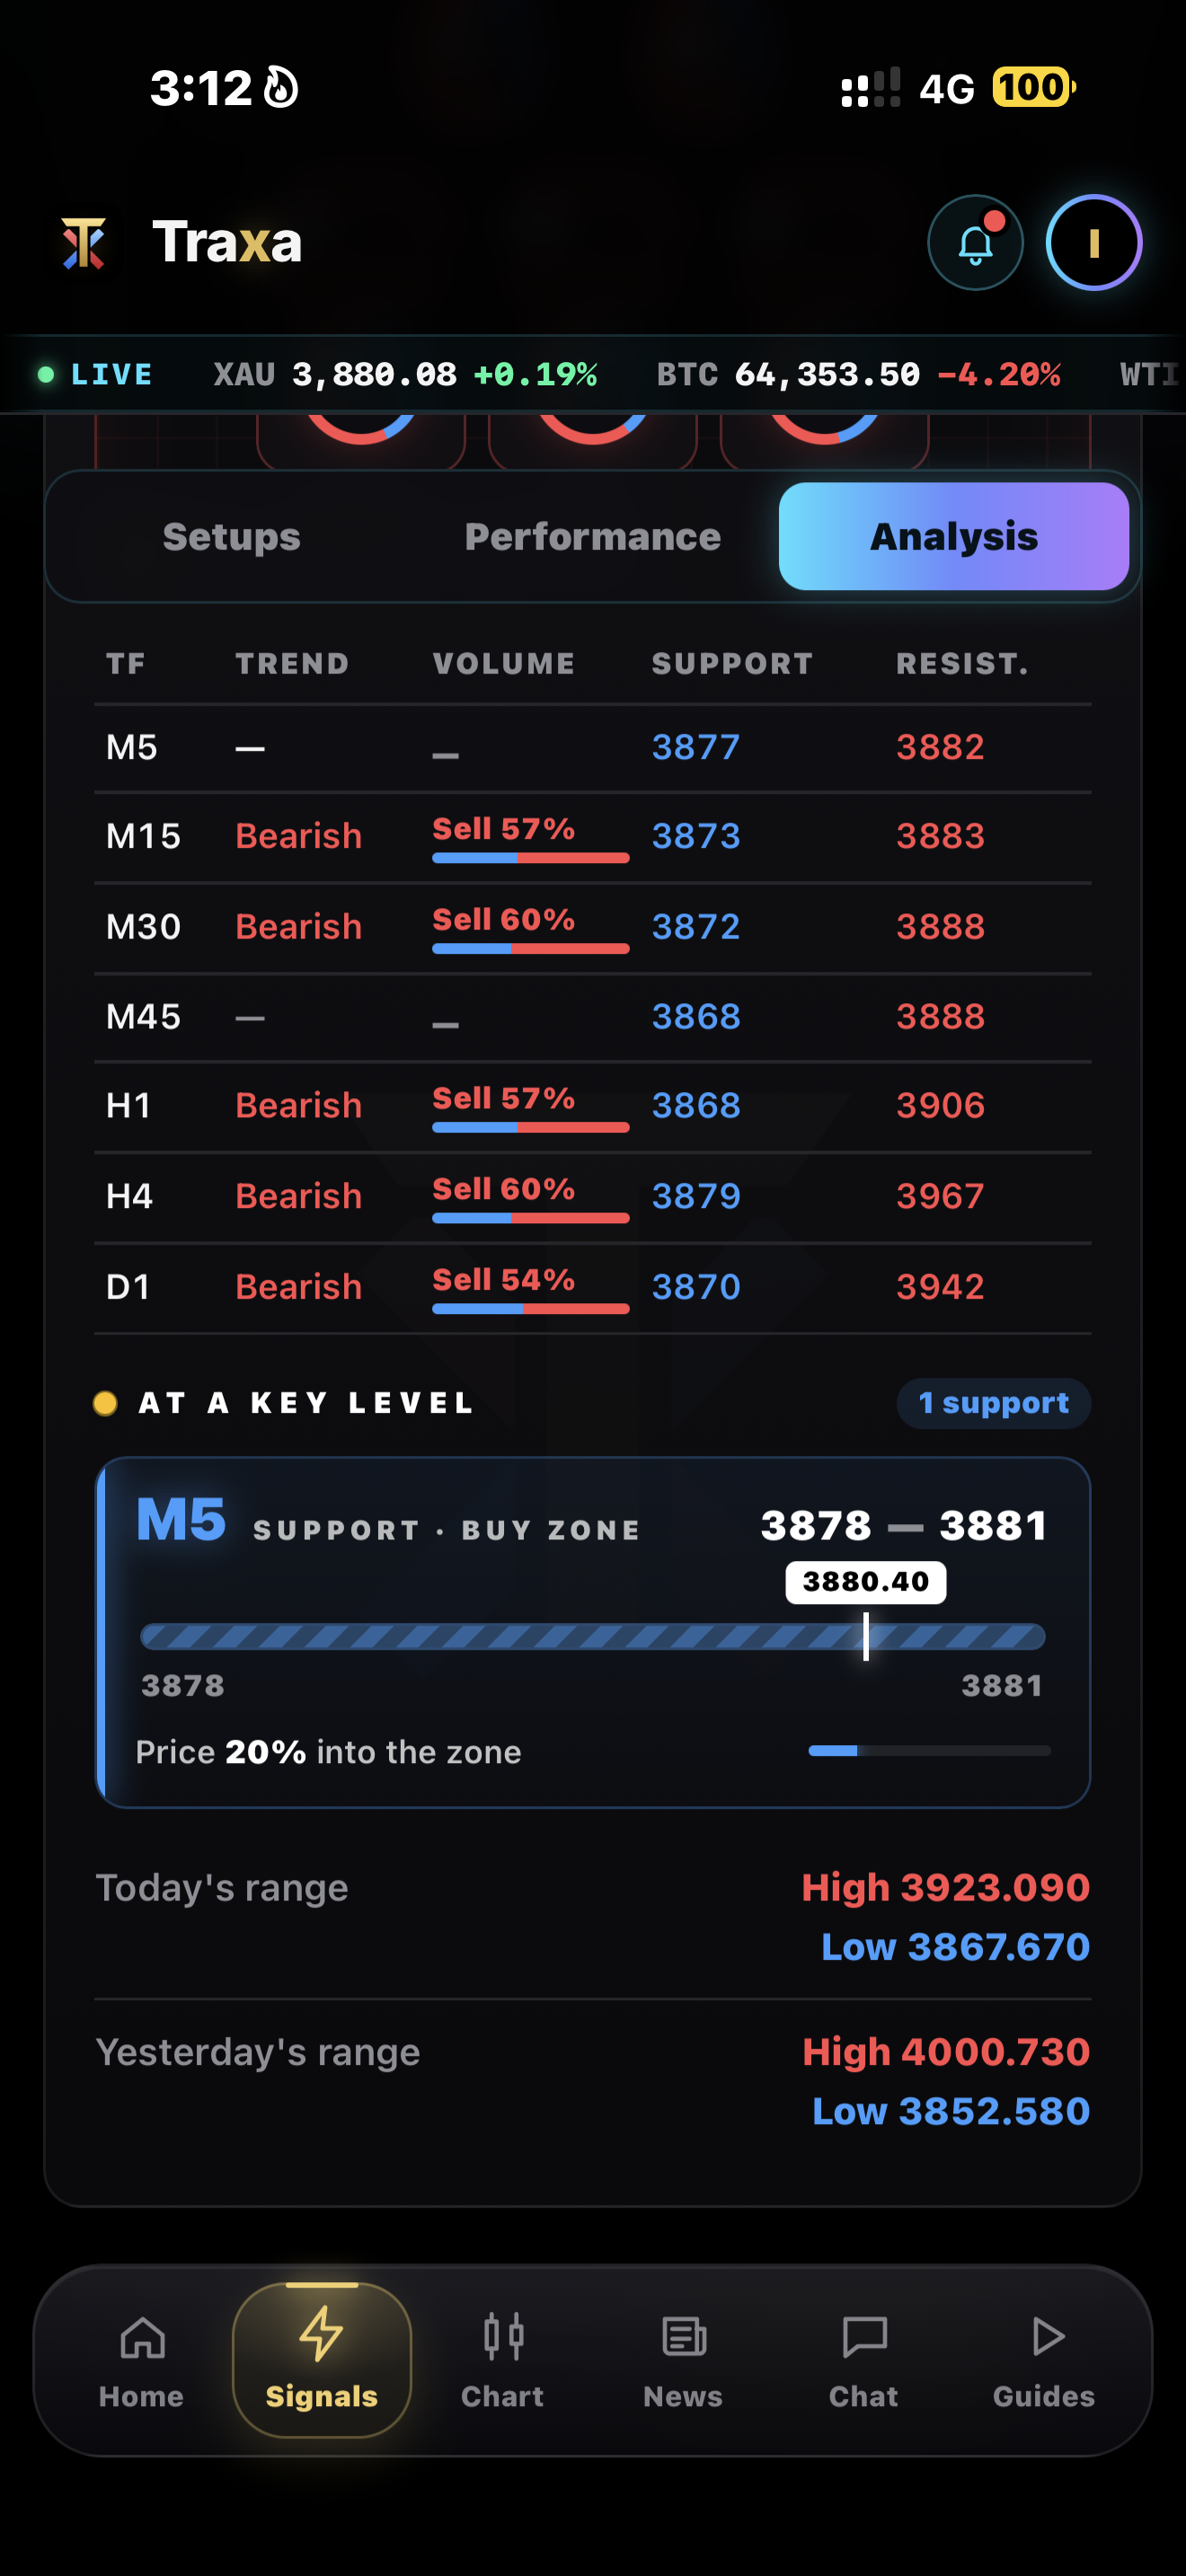 3:12 4G 100
Traxa I
LIVE XAU 3,880.08 +0.19% BTC 64,353.50 −4.20% WTI
Setups Performance Analysis
TF TREND VOLUME SUPPORT RESIST.
M5 — — 3877 3882
M15 Bearish Sell 57% 3873 3883
M30 Bearish Sell 60% 3872 3888
M45 — — 3868 3888
H1 Bearish Sell 57% 3868 3906
H4 Bearish Sell 60% 3879 3967
D1 Bearish Sell 54% 3870 3942
AT A KEY LEVEL 1 support
M5 SUPPORT · BUY ZONE 3878 — 3881
3880.40
3878 3881
Price 20% into the zone
Today's range High 3923.090
Low 3867.670
Yesterday's range High 4000.730
Low 3852.580
Home Signals Chart News Chat Guides